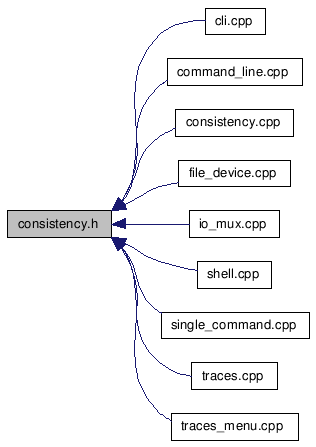 cli.cpp
command_line.cpp
consistency.cpp
file_device.cpp
consistency.h
io_mux.cpp
shell.cpp
single_command.cpp
traces.cpp
traces_menu.cpp